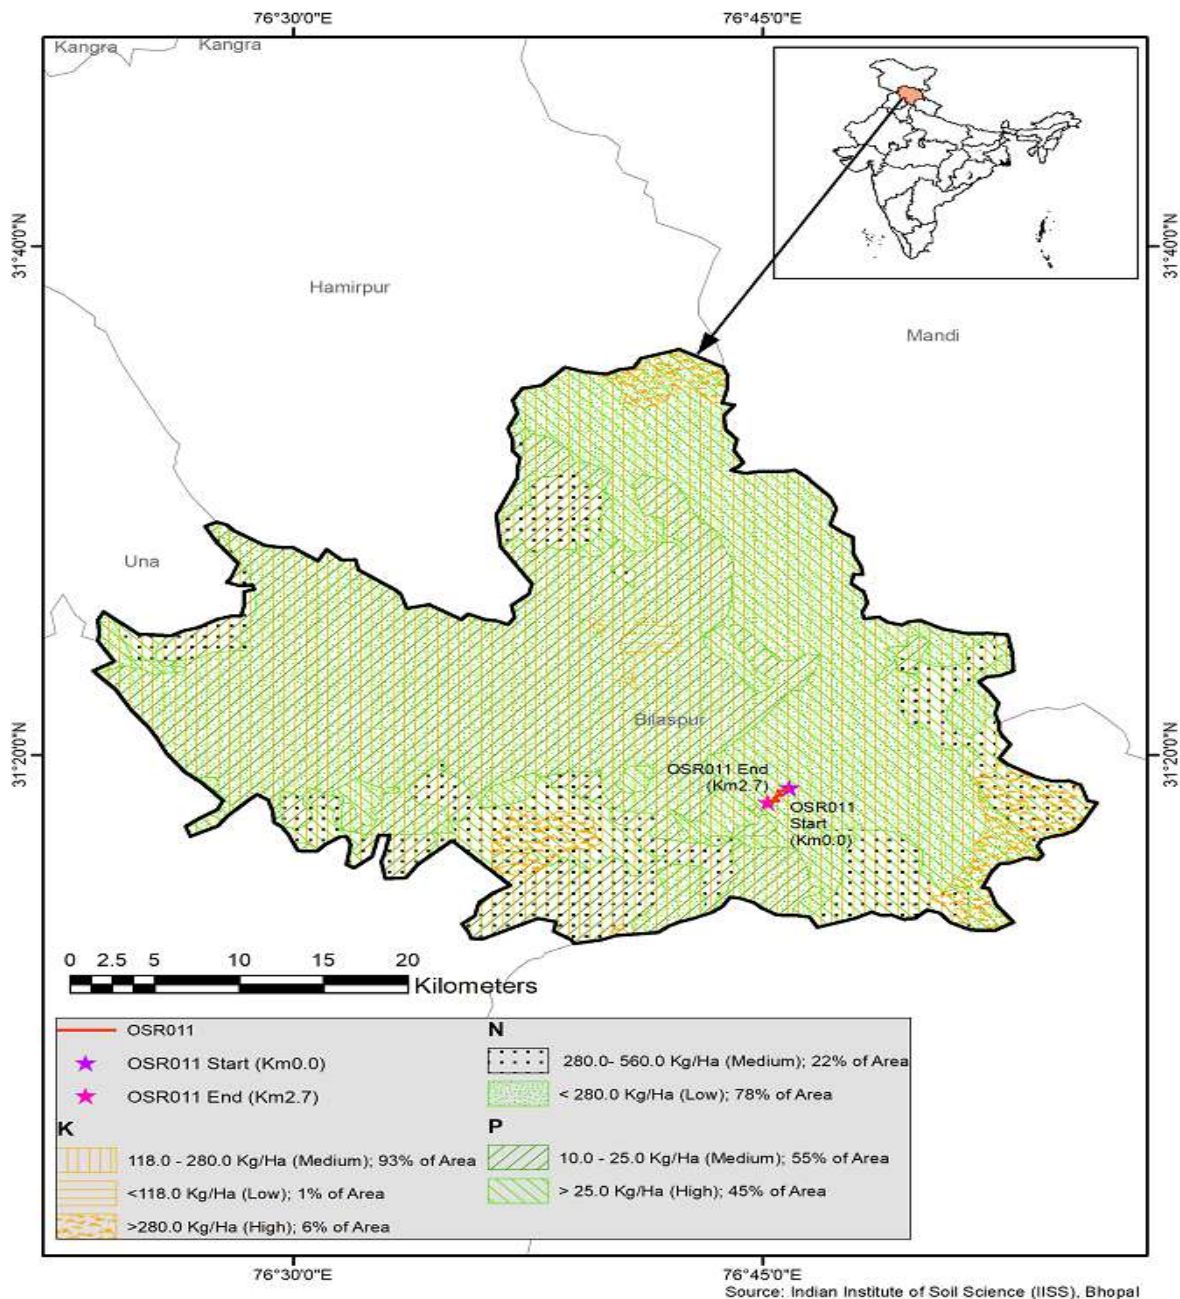 76°30'0"E
76°45'0"E
Kangra
Kangra
31°40'0"N
31°40'0"N
Hamirpur
Mandi
Una
Bilaspur
31°20'0"N
31°20'0"N
OSR011 End
(Km2.7)
OSR011
Start
(Km0.0)
0 2.5 5 10 15 20
Kilometers
OSR011
OSR011 Start (Km0.0)
OSR011 End (Km2.7)
K
118.0 - 280.0 Kg/Ha (Medium); 93% of Area
<118.0 Kg/Ha (Low); 1% of Area
>280.0 Kg/Ha (High); 6% of Area
N
280.0- 560.0 Kg/Ha (Medium); 22% of Area
< 280.0 Kg/Ha (Low); 78% of Area
P
10.0 - 25.0 Kg/Ha (Medium); 55% of Area
> 25.0 Kg/Ha (High); 45% of Area
76°30'0"E
76°45'0"E
Source: Indian Institute of Soil Science (IISS), Bhopal